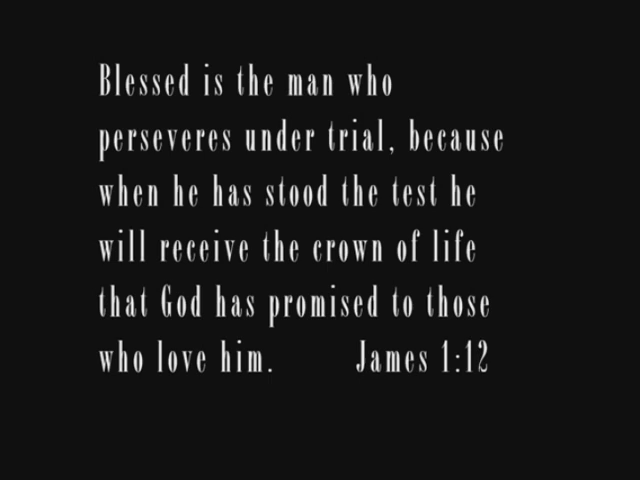 Blessed is the man who
perseveres under trial, because
when he has stood the test he
will receive the crown of life
that God has promised to those
who love him. James 1:12